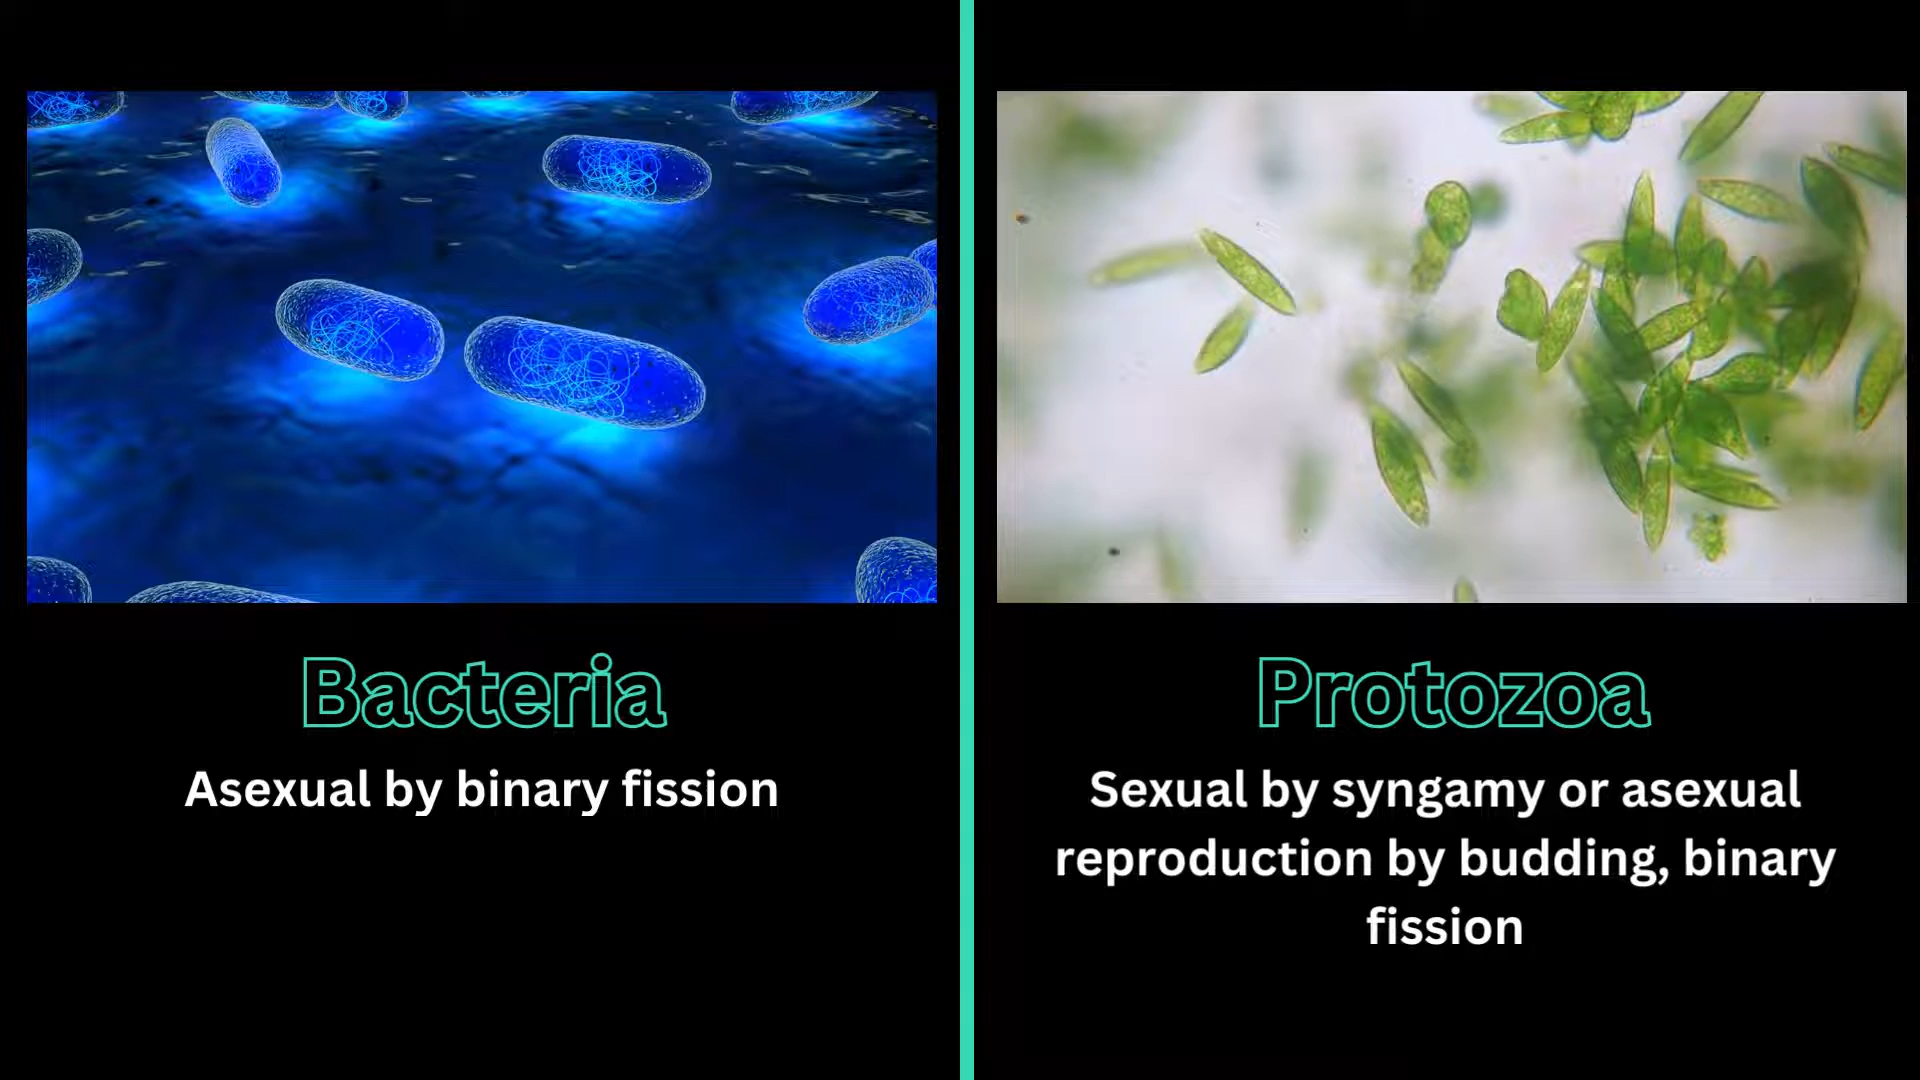 Bacteria
Asexual by binary fission
Protozoa
Sexual by syngamy or asexual
reproduction by budding, binary
fission